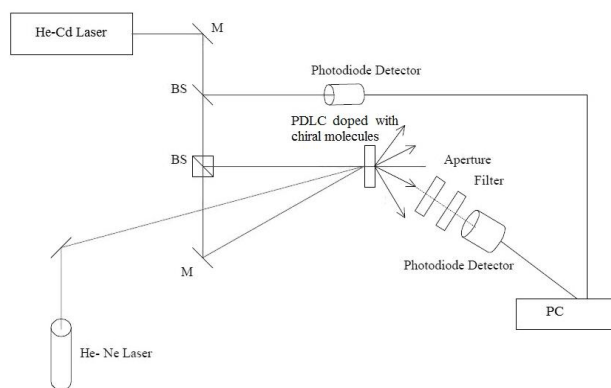 He-Cd Laser
M
BS
Photodiode Detector
PDLC doped with
chiral molecules
BS
Aperture
Filter
M
Photodiode Detector
PC
He- Ne Laser